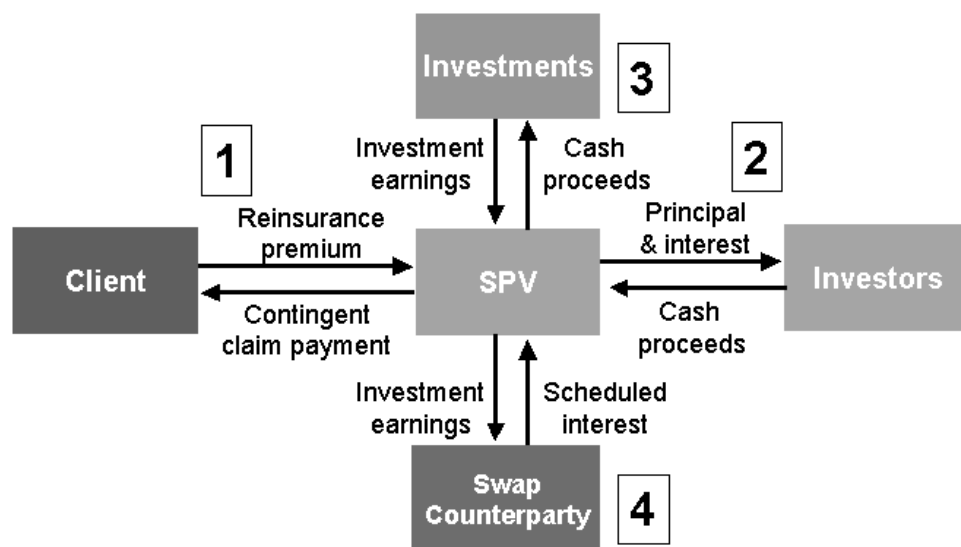 Investments
3
1
Investment
earnings
Cash
proceeds
2
Reinsurance
premium
Principal
& interest
Client
SPV
Investors
Contingent
claim payment
Cash
proceeds
Investment
earnings
Scheduled
interest
Swap
Counterparty
4